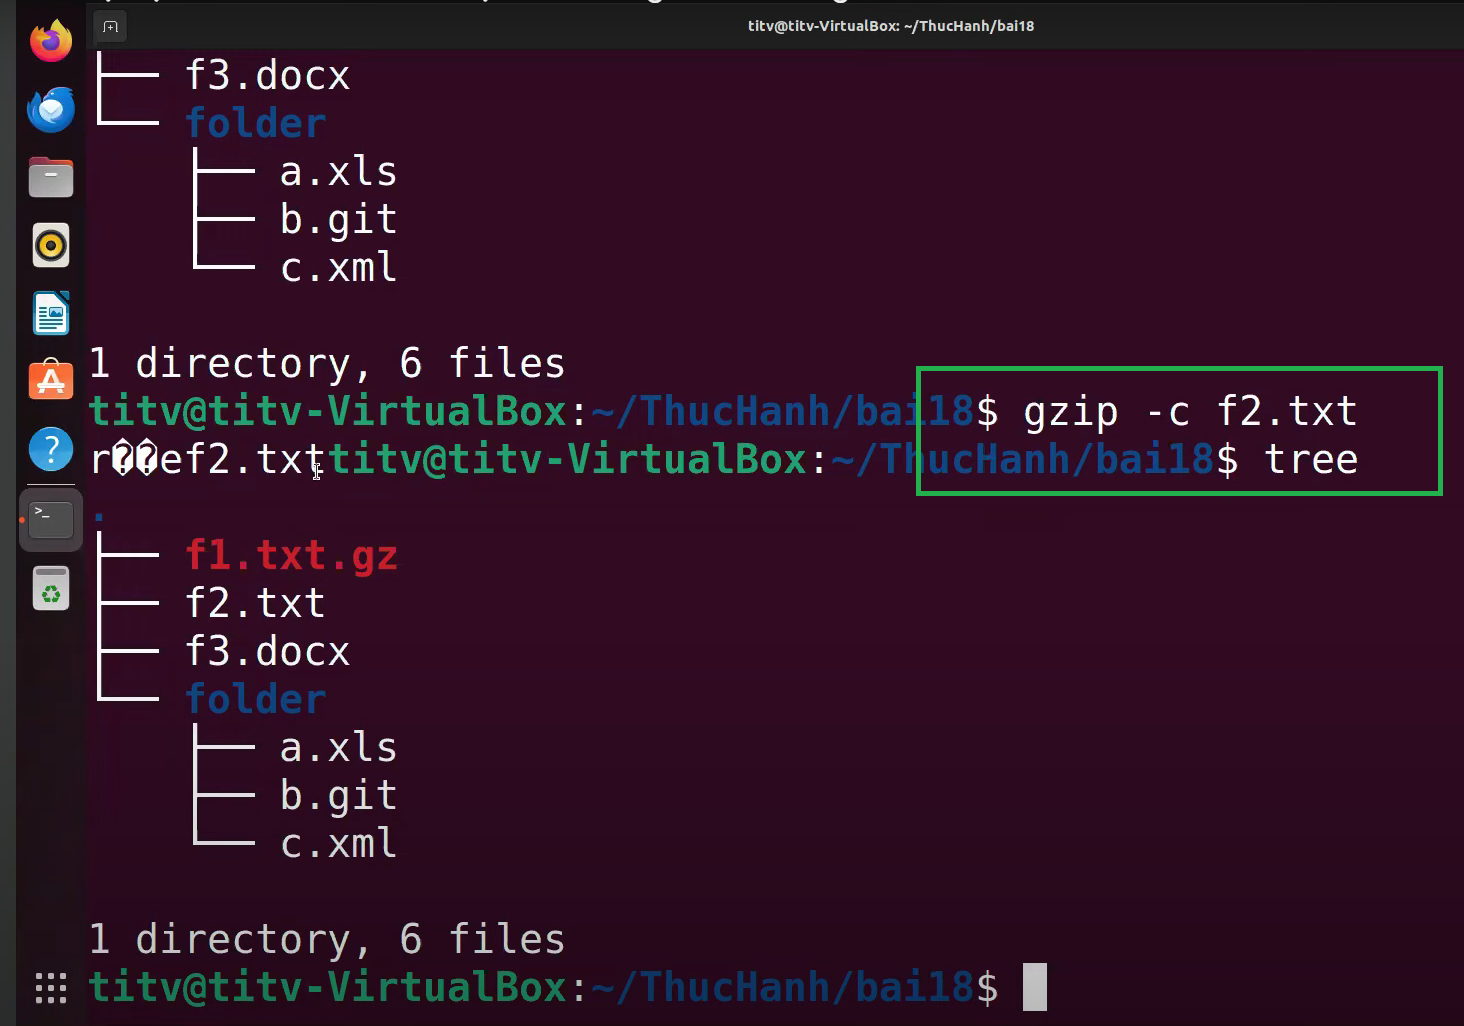 titv@titv-VirtualBox: ~/ThucHanh/bai18
f3.docx
folder
a.xls
b.git
c.xml
1 directory, 6 files
titv@titv-VirtualBox:~/ThucHanh/bai18$ gzip -c f2.txt
r��ef2.txttitv@titv-VirtualBox:~/ThucHanh/bai18$ tree
.
f1.txt.gz
f2.txt
f3.docx
folder
a.xls
b.git
c.xml
1 directory, 6 files
titv@titv-VirtualBox:~/ThucHanh/bai18$